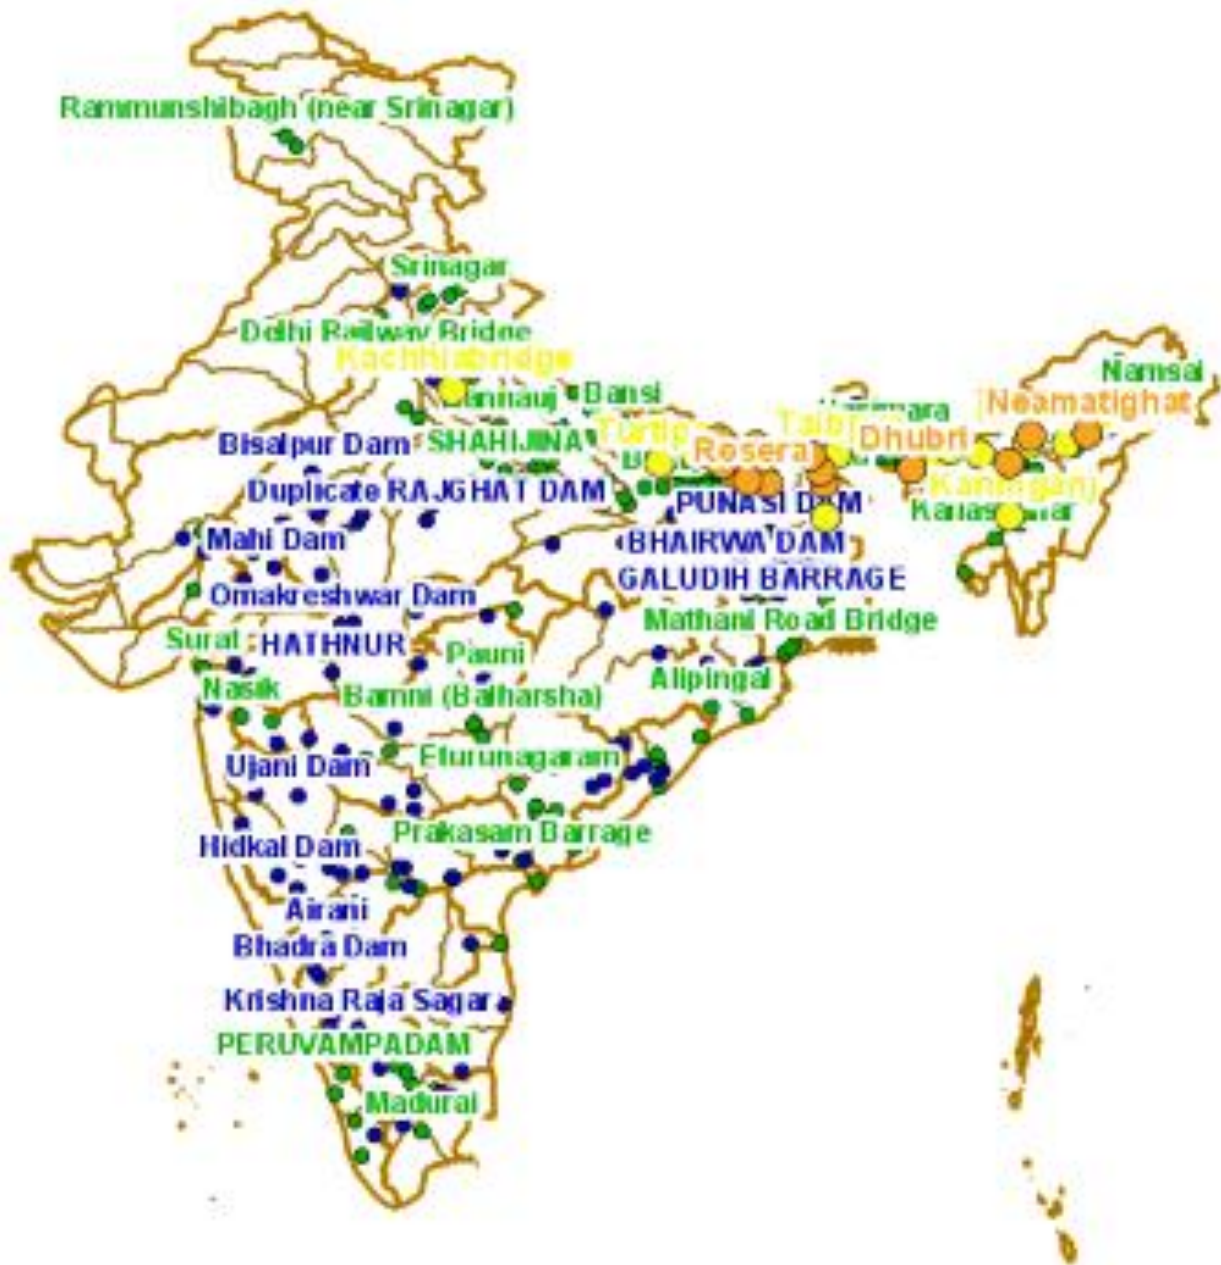 Rammunshibagh (near Srinagar)
Srinagar
Delhi Railway Bridge
Kachhlabridge
Bansi
Namsai
Neamatighat
Bisalpur Dam
SHAHIJINA
Rosera
Dhubri
Duplicate RAJGHAT DAM
PUNASI DAM
Mahi Dam
BHAIRWA DAM
GALUDIH BARRAGE
Omakreshwar Dam
Mathani Road Bridge
Surat
HATHNUR
Pauni
Nasik
Bamni (Balharsha)
Alipingal
Ujani Dam
Eturunagaram
Prakasam Barrage
Hidkal Dam
Airani
Bhadra Dam
Krishna Raja Sagar
PERUVAMPADAM
Madurai